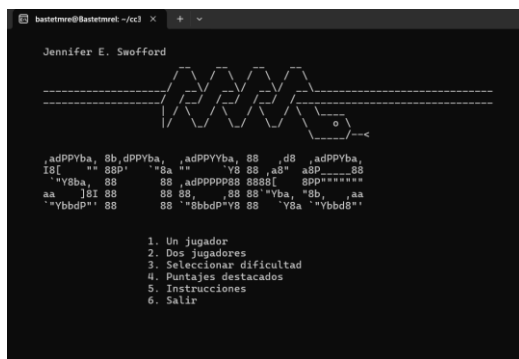 bastetmre@Bastetmrel: ~/cc3
Jennifer E. Swofford
SNAKE
1. Un jugador
2. Dos jugadores
3. Seleccionar dificultad
4. Puntajes destacados
5. Instrucciones
6. Salir